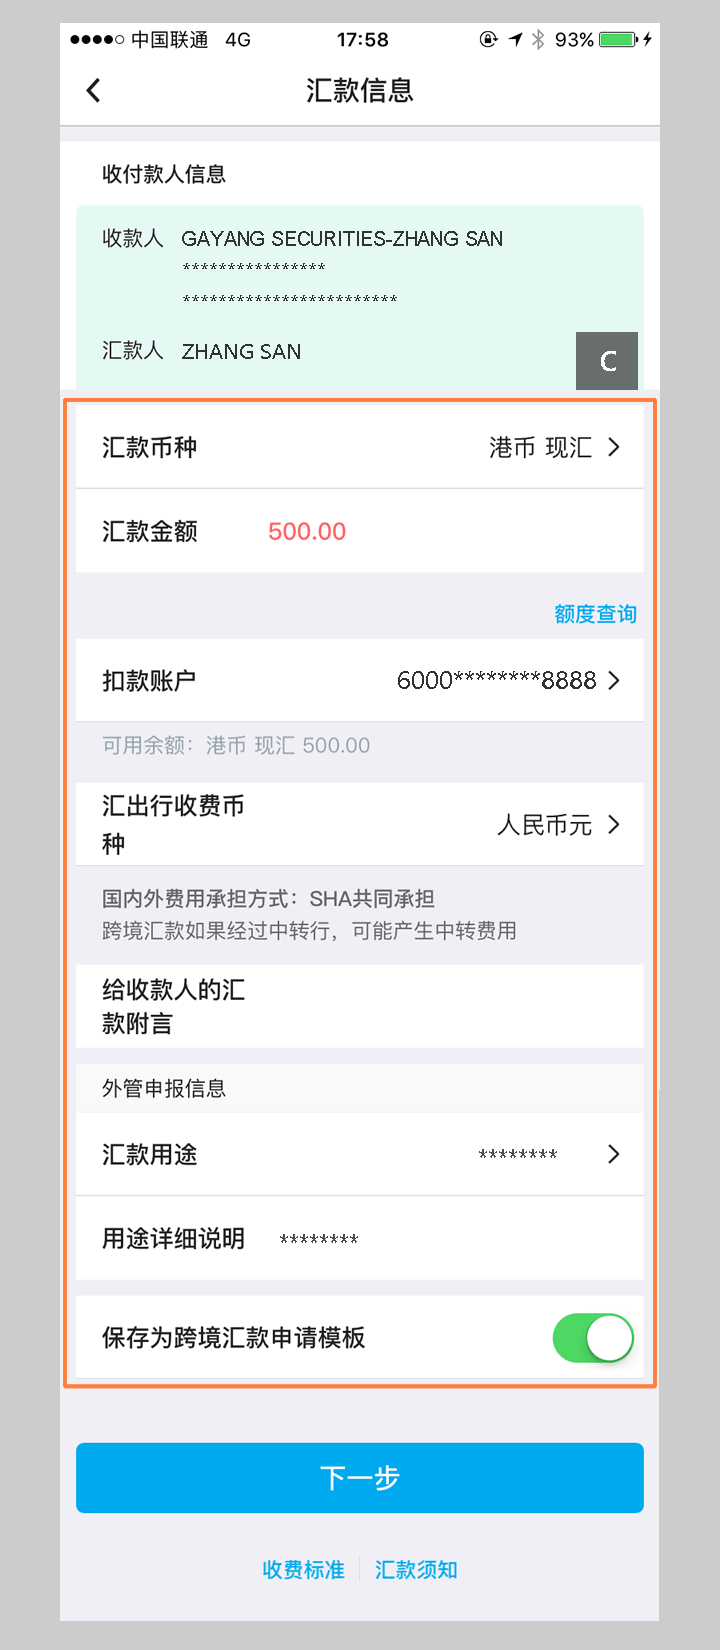 中国联通 4G 17:58 93%
汇款信息
收付款人信息
收款人 GAYANG SECURITIES-ZHANG SAN
****************
************************
汇款人 ZHANG SAN
C
汇款币种 港币 现汇
汇款金额 500.00
额度查询
扣款账户 6000********8888
可用余额：港币 现汇 500.00
汇出行收费币
种
人民币元
国内外费用承担方式：SHA共同承担
跨境汇款如果经过中转行，可能产生中转费用
给收款人的汇
款附言
外管申报信息
汇款用途 ********
用途详细说明 ********
保存为跨境汇款申请模板
下一步
收费标准 汇款须知